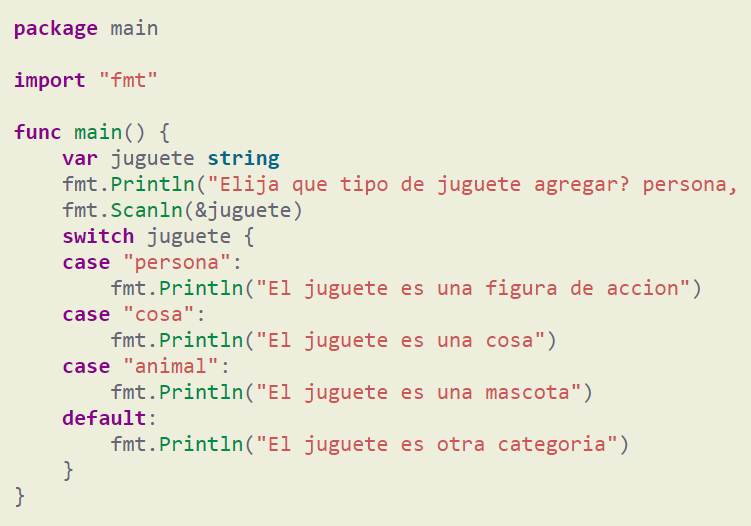 package main

import "fmt"

func main() {
    var juguete string
    fmt.Println("Elija que tipo de juguete agregar? persona,
    fmt.Scanln(&juguete)
    switch juguete {
    case "persona":
        fmt.Println("El juguete es una figura de accion")
    case "cosa":
        fmt.Println("El juguete es una cosa")
    case "animal":
        fmt.Println("El juguete es una mascota")
    default:
        fmt.Println("El juguete es otra categoria")
    }
}